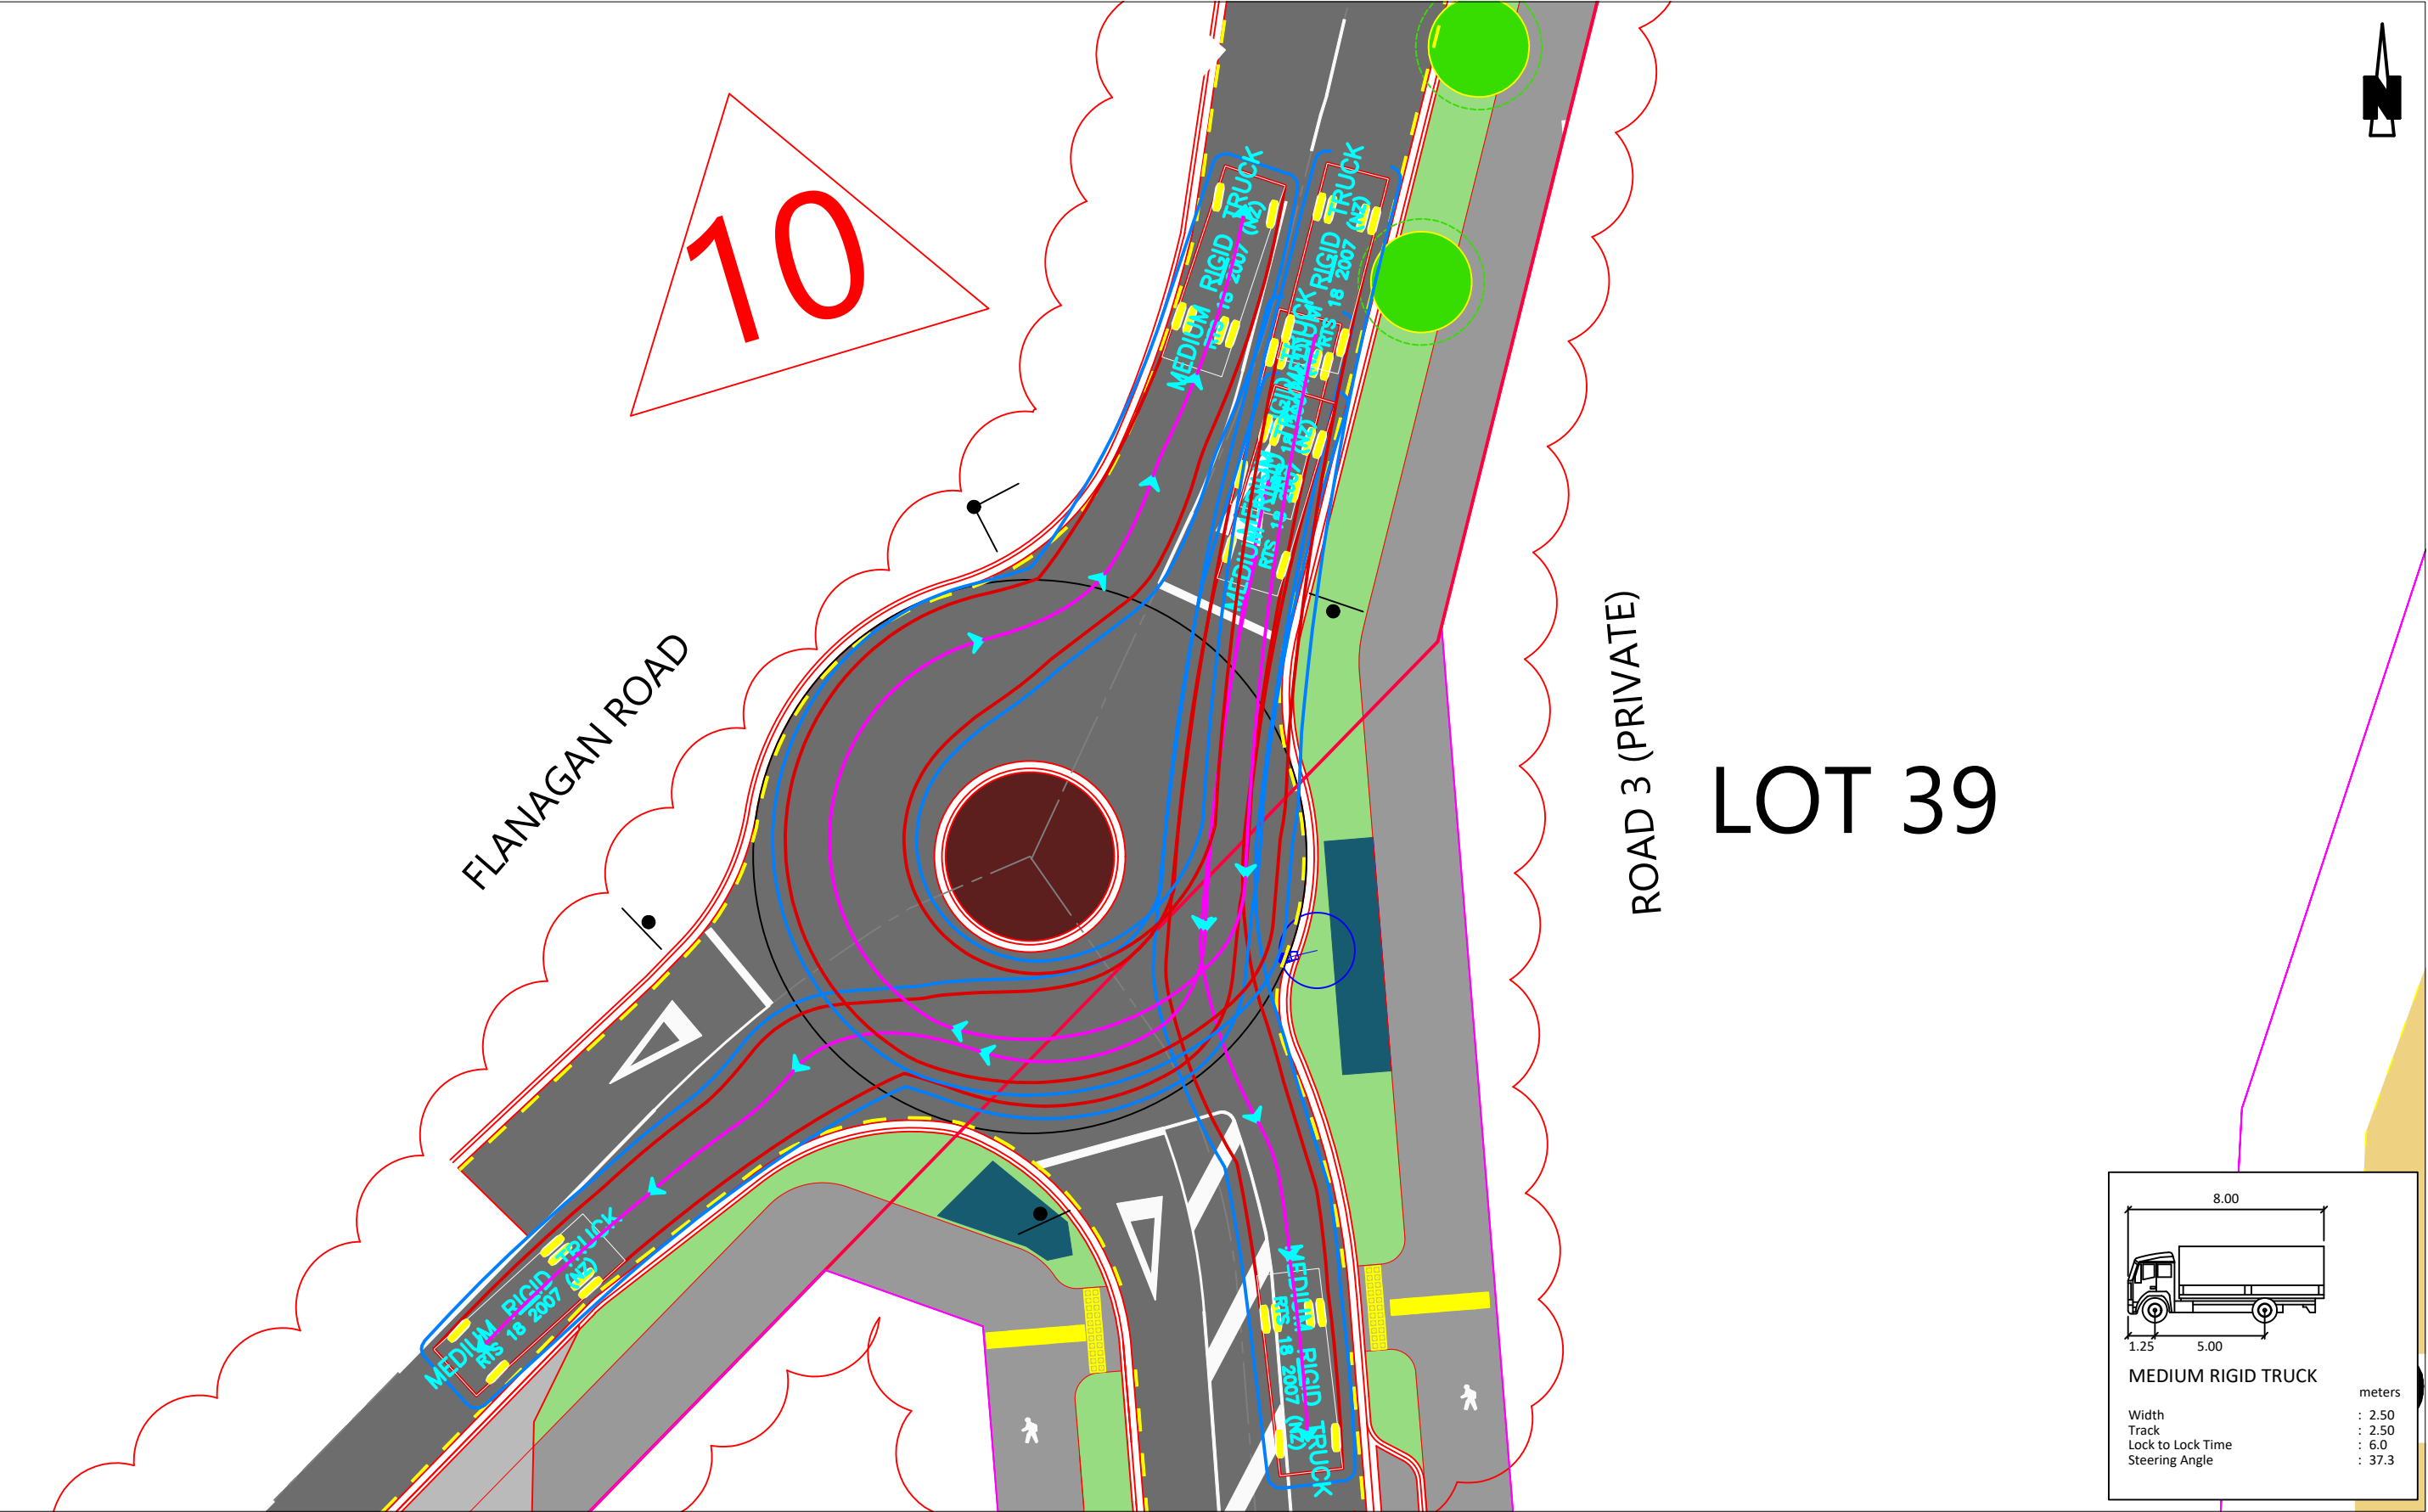 N
10
FLANAGAN ROAD
ROAD 3 (PRIVATE)
LOT 39
MEDIUM RIGID TRUCK
RTS 18 2007 (NZ)
MEDIUM RIGID TRUCK
RTS 18 2007 (NZ)
MEDIUM RIGID TRUCK
RTS 18 2007 (NZ)
MEDIUM RIGID TRUCK
RTS 18 2007 (NZ)
8.00
1.25 5.00
MEDIUM RIGID TRUCK
meters
Width : 2.50
Track : 2.50
Lock to Lock Time : 6.0
Steering Angle : 37.3